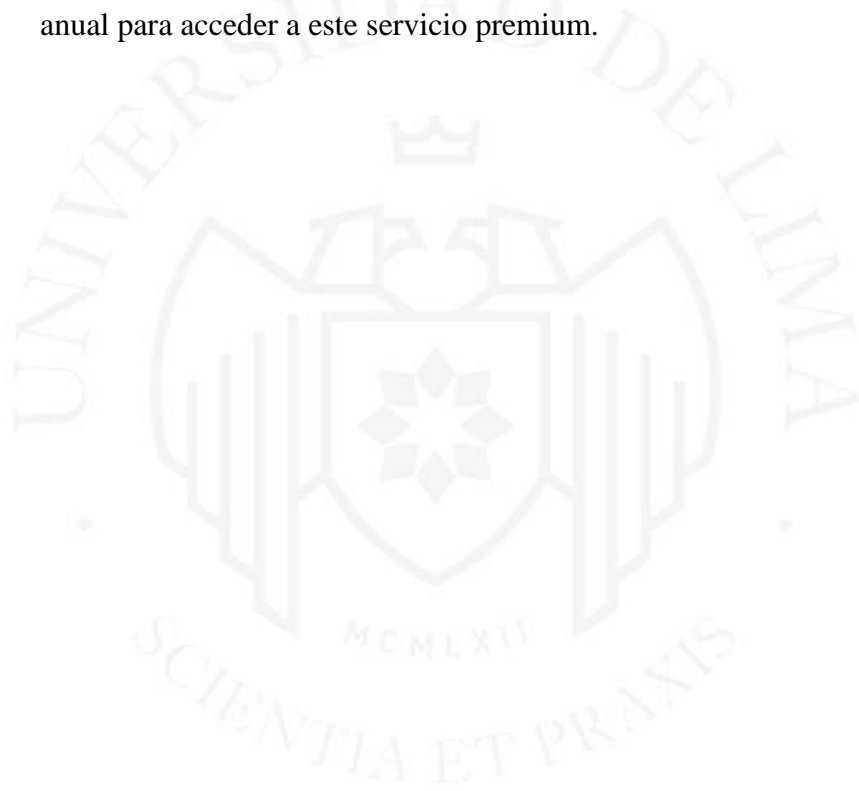 anual para acceder a este servicio premium.
UNIVERSIDAD DE LIMA
MCMLXII
SCIENTIA ET PRAXIS